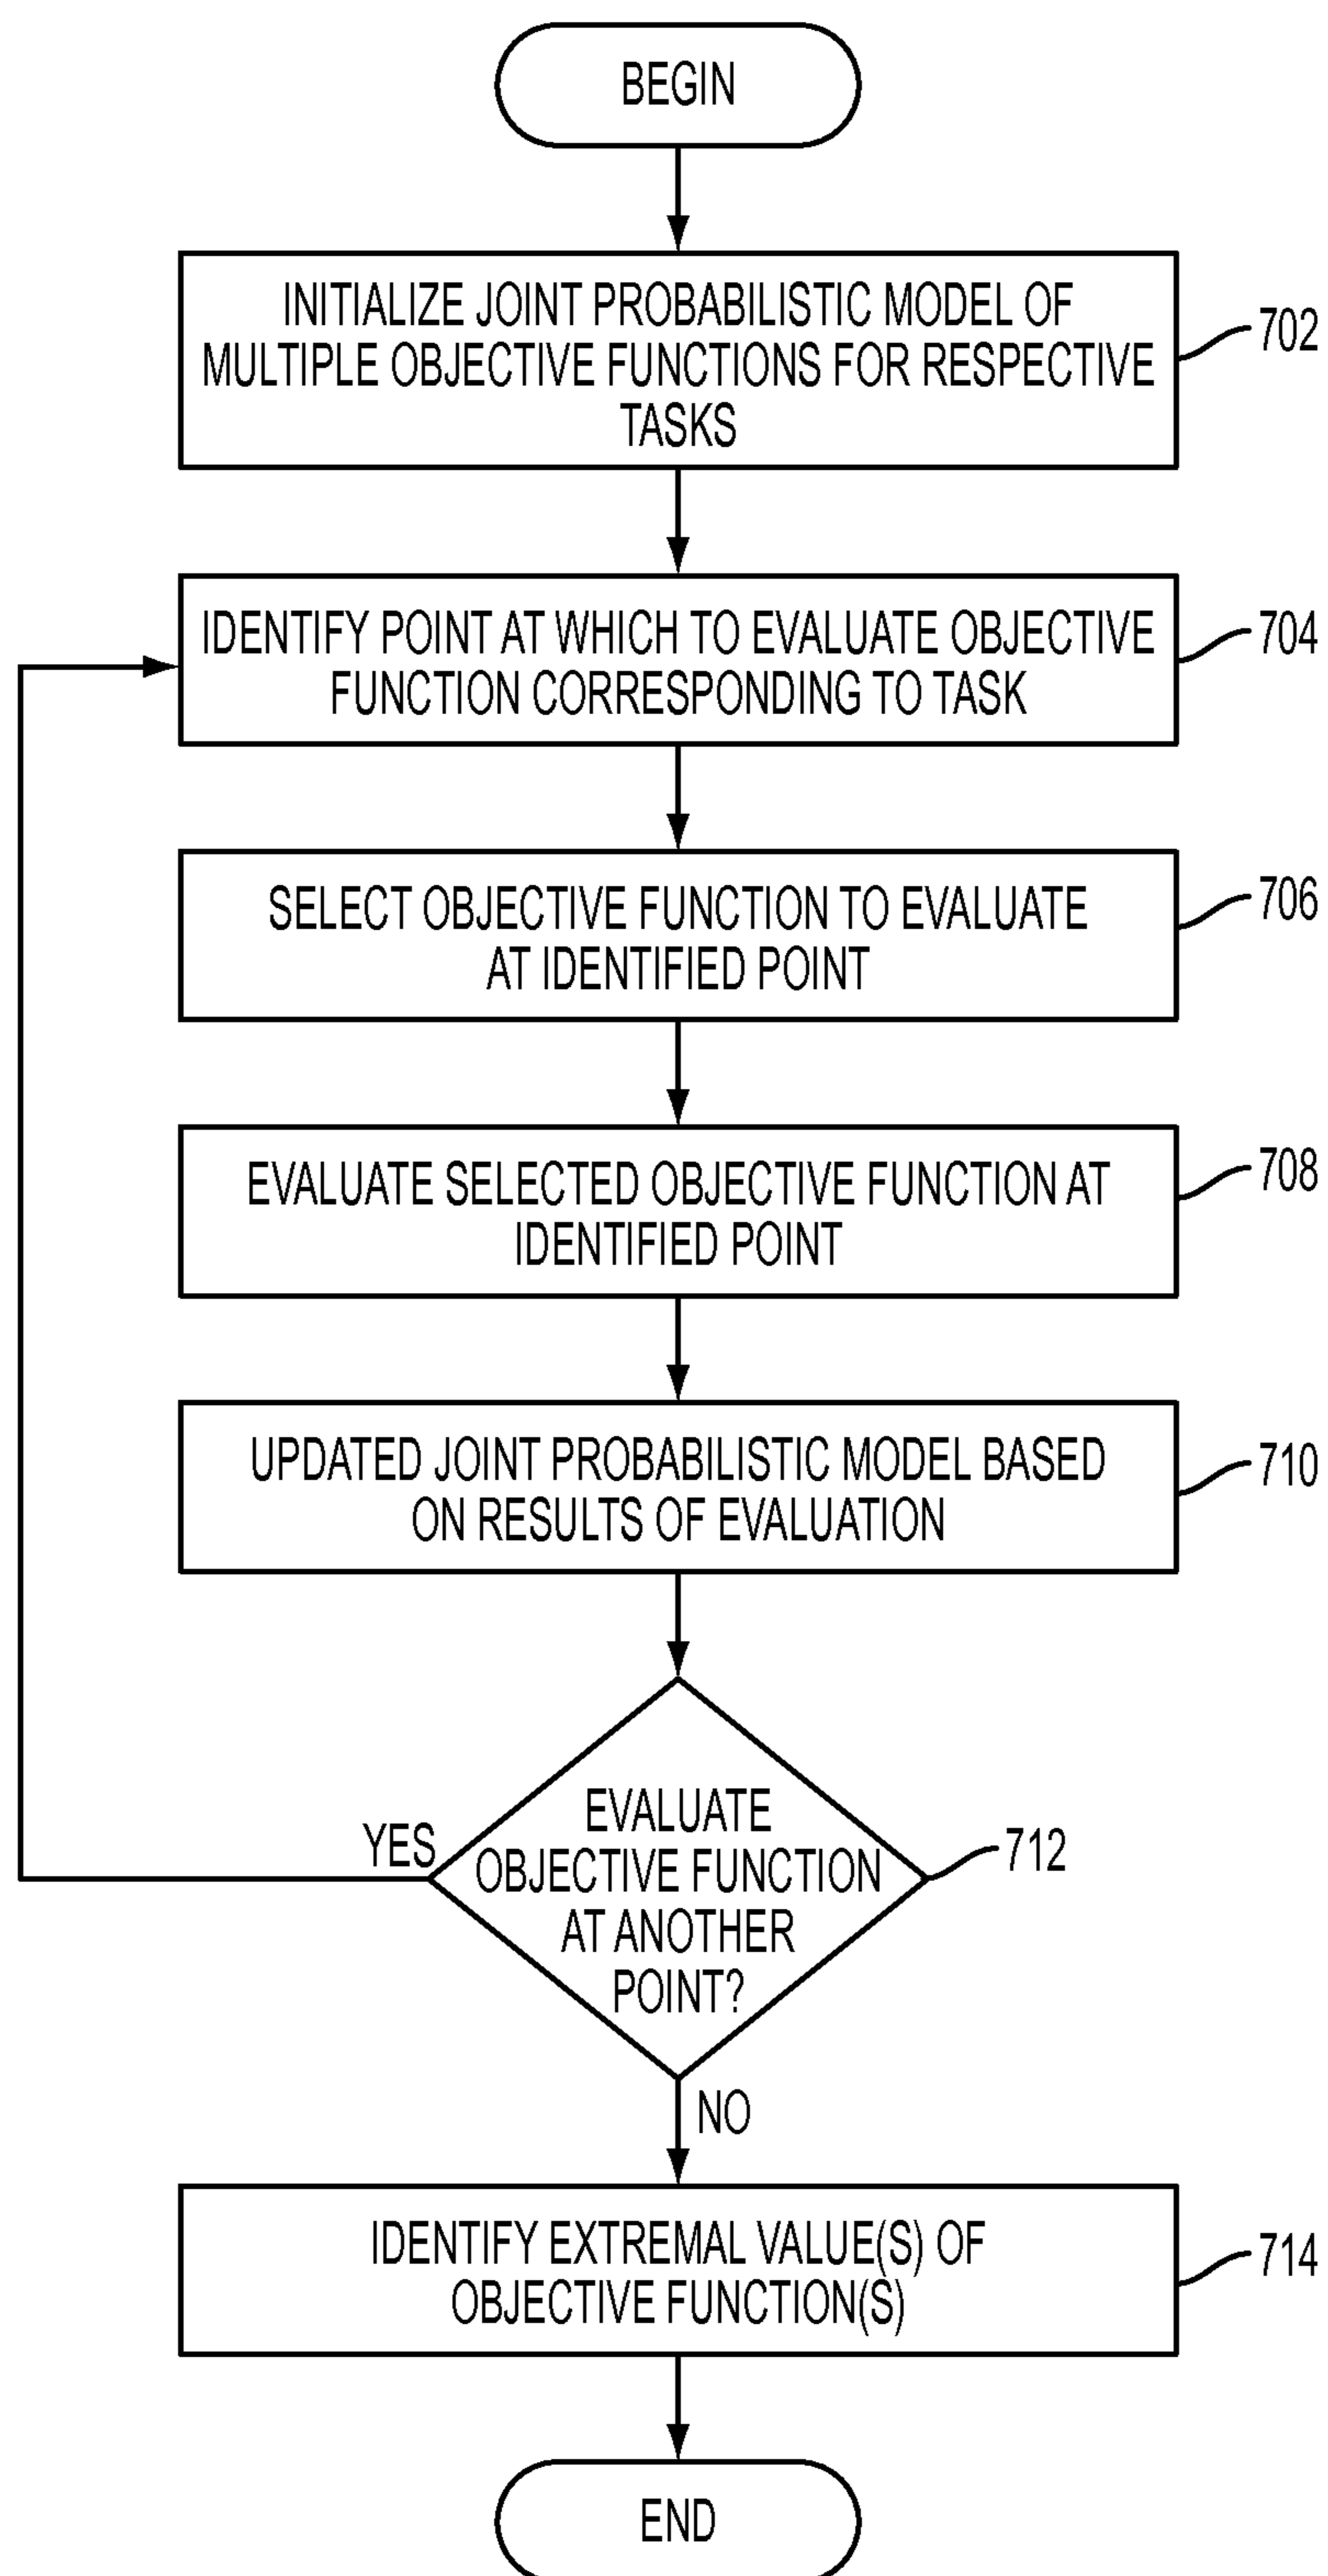 BEGIN
INITIALIZE JOINT PROBABILISTIC MODEL OF
MULTIPLE OBJECTIVE FUNCTIONS FOR RESPECTIVE
TASKS
702
IDENTIFY POINT AT WHICH TO EVALUATE OBJECTIVE
FUNCTION CORRESPONDING TO TASK
704
SELECT OBJECTIVE FUNCTION TO EVALUATE
AT IDENTIFIED POINT
706
EVALUATE SELECTED OBJECTIVE FUNCTION AT
IDENTIFIED POINT
708
UPDATED JOINT PROBABILISTIC MODEL BASED
ON RESULTS OF EVALUATION
710
YES
EVALUATE
OBJECTIVE FUNCTION
AT ANOTHER
POINT?
712
NO
IDENTIFY EXTREMAL VALUE(S) OF
OBJECTIVE FUNCTION(S)
714
END